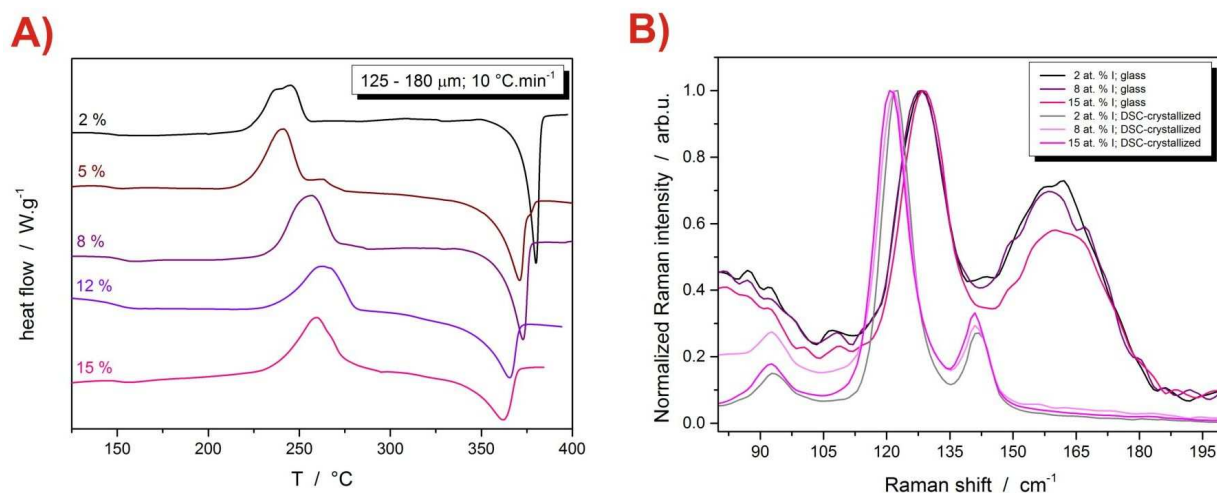 A)
125 - 180 μm; 10 °C.min-1
2 %
5 %
8 %
12 %
15 %
heat flow / W.g-1
150 200 250 300 350 400
T / °C
B)
2 at. % I; glass
8 at. % I; glass
15 at. % I; glass
2 at. % I; DSC-crystallized
8 at. % I; DSC-crystallized
15 at. % I; DSC-crystallized
Normalized Raman intensity / arb.u.
1.0
0.8
0.6
0.4
0.2
0.0
90 105 120 135 150 165 180 195
Raman shift / cm-1